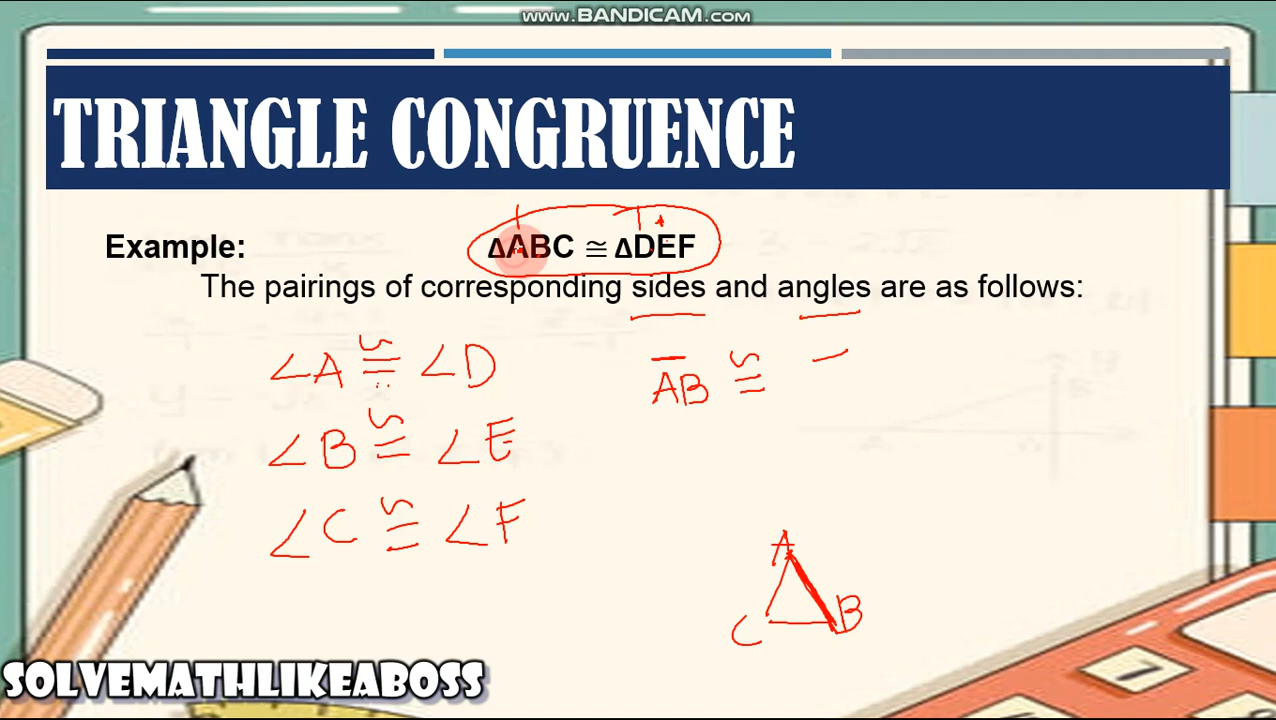 www.BANDICAM.com
TRIANGLE CONGRUENCE
Example: ΔABC ≅ ΔDEF
The pairings of corresponding sides and angles are as follows:
∠A ≅ ∠D
A̅B̅ ≅
∠B ≅ ∠E
∠C ≅ ∠F
A
C B
SOLVEMATHLIKEABOSS
7